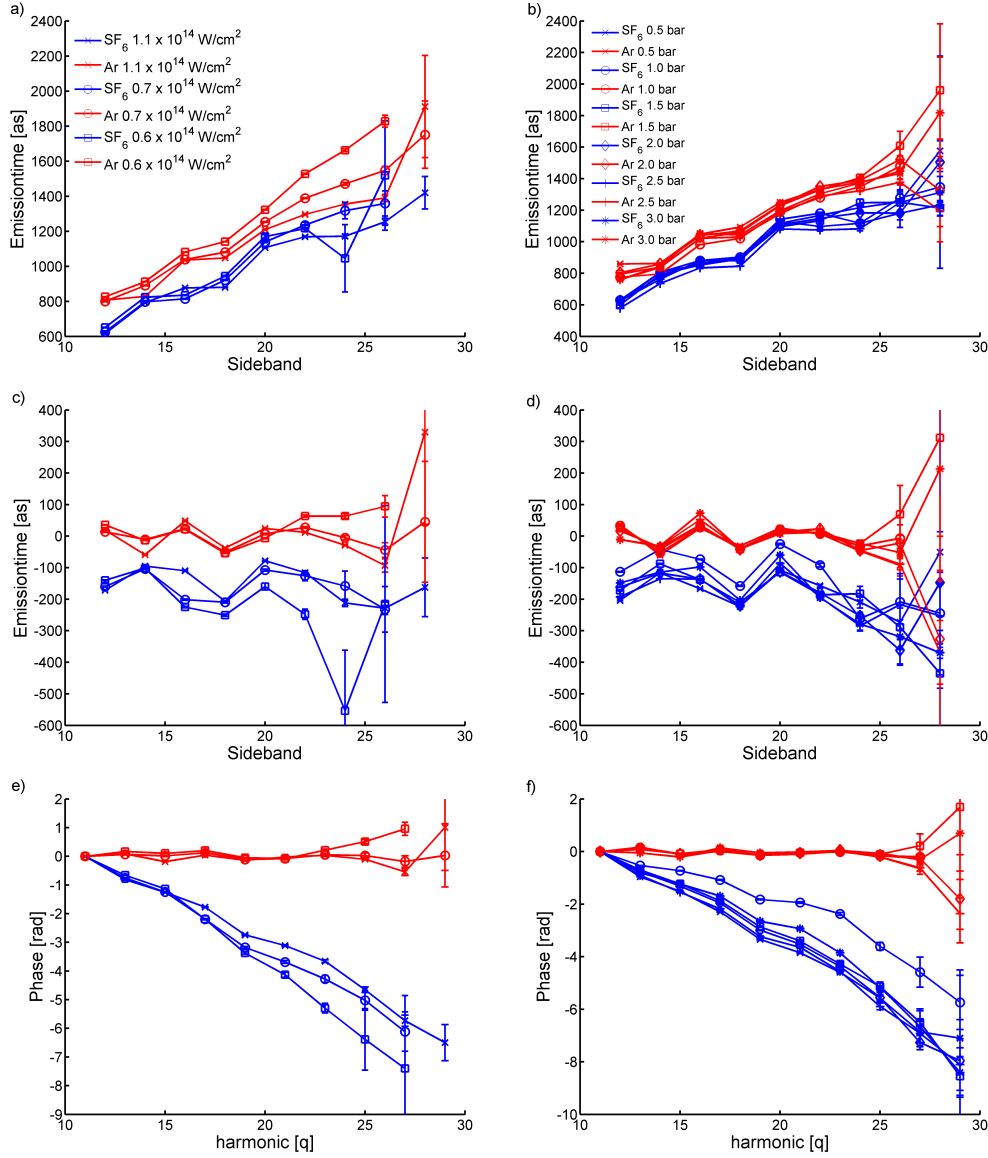 a)
2400
2200
2000
1800
1600
1400
1200
1000
800
600
10
15
20
25
30
Emissiontime [as]
Sideband
SF6 1.1 x 10^14 W/cm^2
Ar 1.1 x 10^14 W/cm^2
SF6 0.7 x 10^14 W/cm^2
Ar 0.7 x 10^14 W/cm^2
SF6 0.6 x 10^14 W/cm^2
Ar 0.6 x 10^14 W/cm^2
b)
2400
2200
2000
1800
1600
1400
1200
1000
800
600
400
10
15
20
25
30
Emissiontime [as]
Sideband
SF6 0.5 bar
Ar 0.5 bar
SF6 1.0 bar
Ar 1.0 bar
SF6 1.5 bar
Ar 1.5 bar
SF6 2.0 bar
Ar 2.0 bar
SF6 2.5 bar
Ar 2.5 bar
SF6 3.0 bar
Ar 3.0 bar
c)
400
300
200
100
0
-100
-200
-300
-400
-500
-600
10
15
20
25
30
Emissiontime [as]
Sideband
d)
400
300
200
100
0
-100
-200
-300
-400
-500
-600
10
15
20
25
30
Emissiontime [as]
Sideband
e)
2
1
0
-1
-2
-3
-4
-5
-6
-7
-8
-9
10
15
20
25
30
Phase [rad]
harmonic [q]
f)
2
0
-2
-4
-6
-8
-10
10
15
20
25
30
Phase [rad]
harmonic [q]